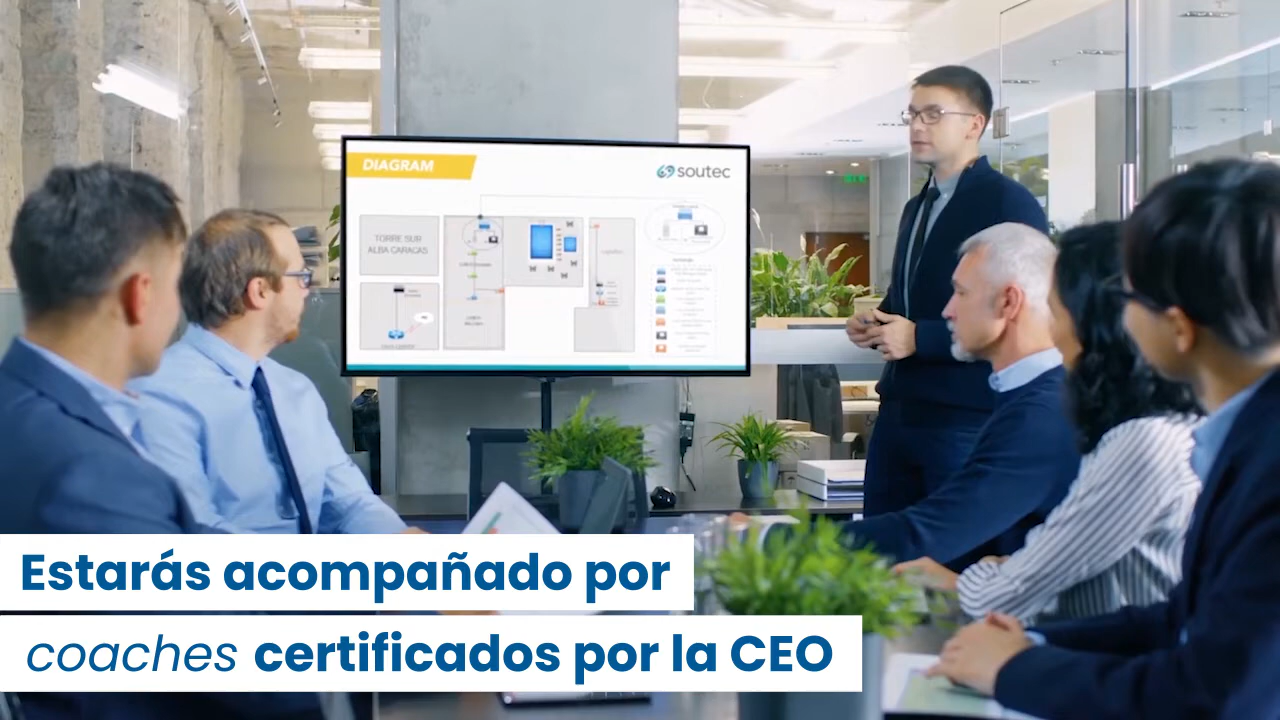 DIAGRAM
soutec
TORRE SUR
ALBA CARACAS
Estarás acompañado por
coaches certificados por la CEO